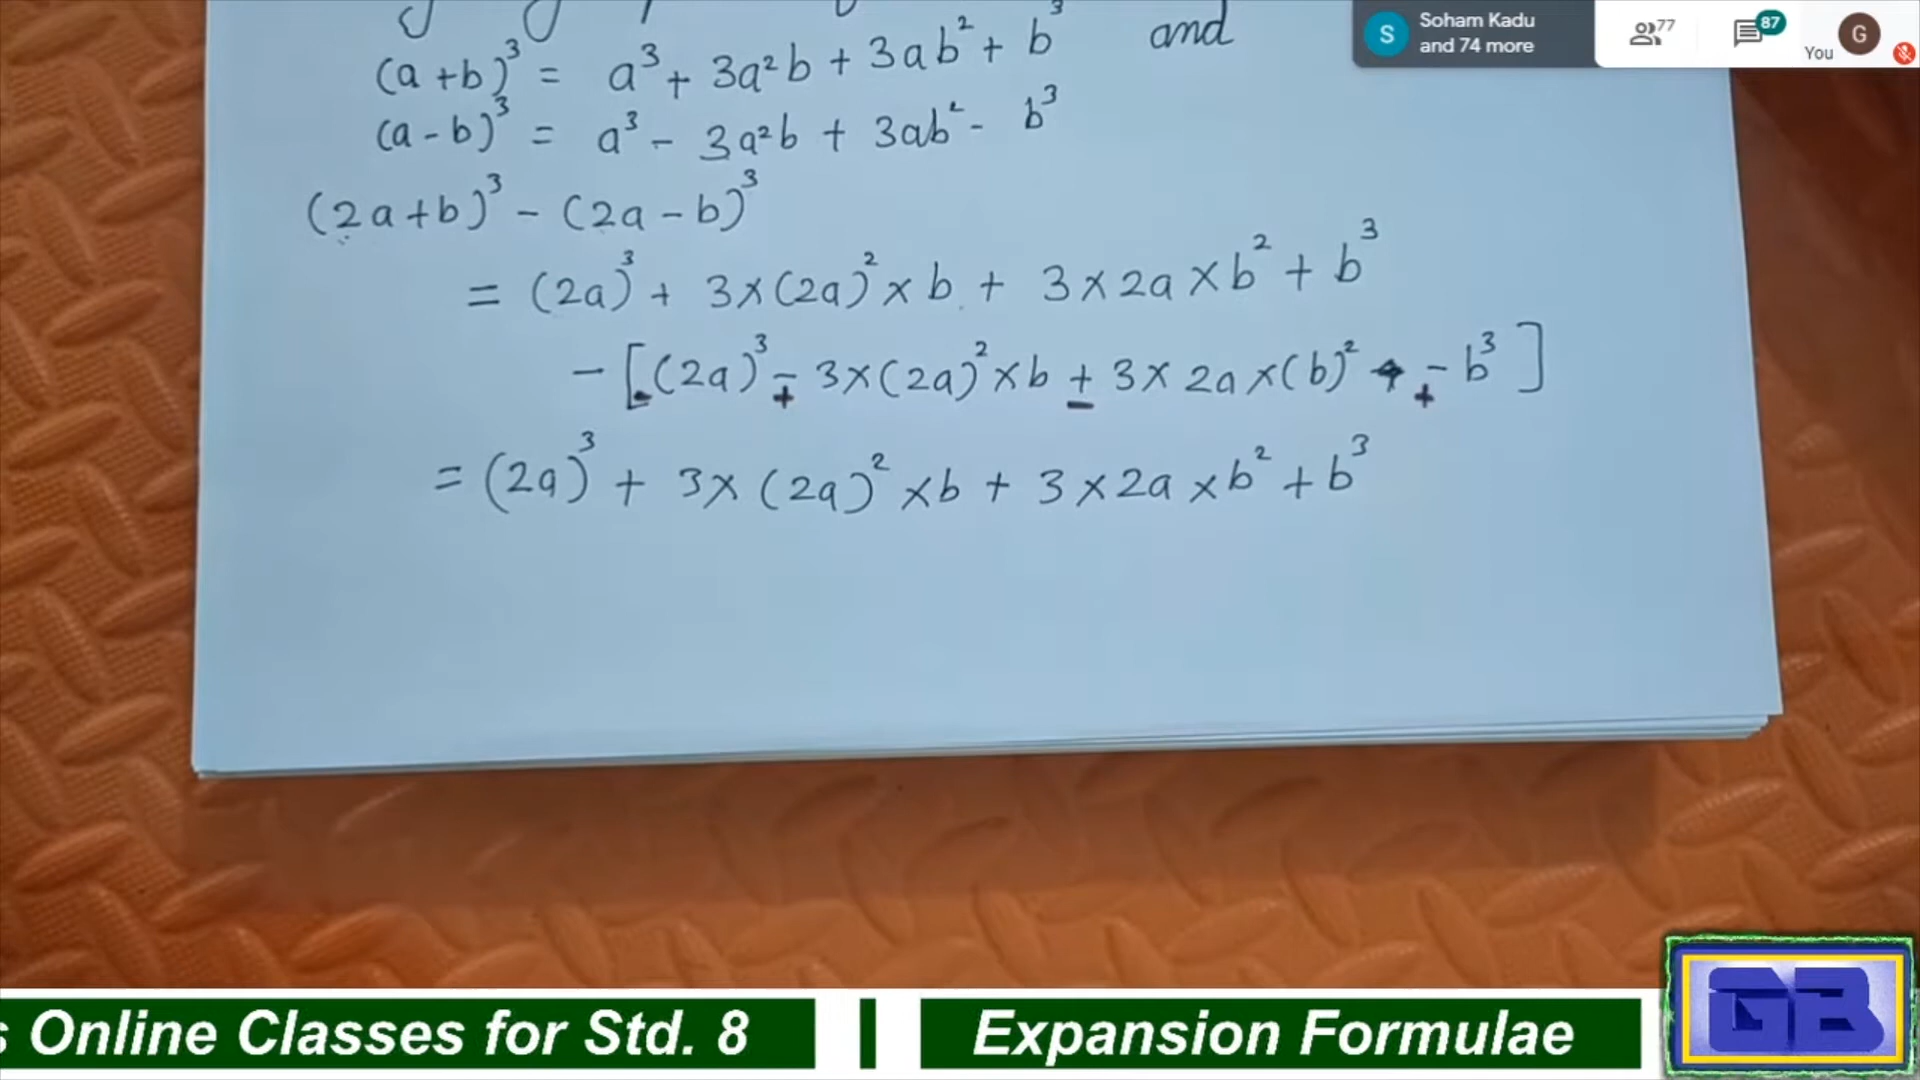 Soham Kadu
and 74 more
77
87
You
G
S
(a+b)³ = a³ + 3a²b + 3ab² + b³ and
(a-b)³ = a³ - 3a²b + 3ab² - b³
(2a+b)³ - (2a-b)³
= (2a)³ + 3×(2a)²×b + 3×2a×b² + b³
- [(2a)³ - 3×(2a)²×b + 3×2a×(b)² - b³]
- + - +
= (2a)³ + 3×(2a)²×b + 3×2a×b² + b³
Online Classes for Std. 8 | Expansion Formulae
GB